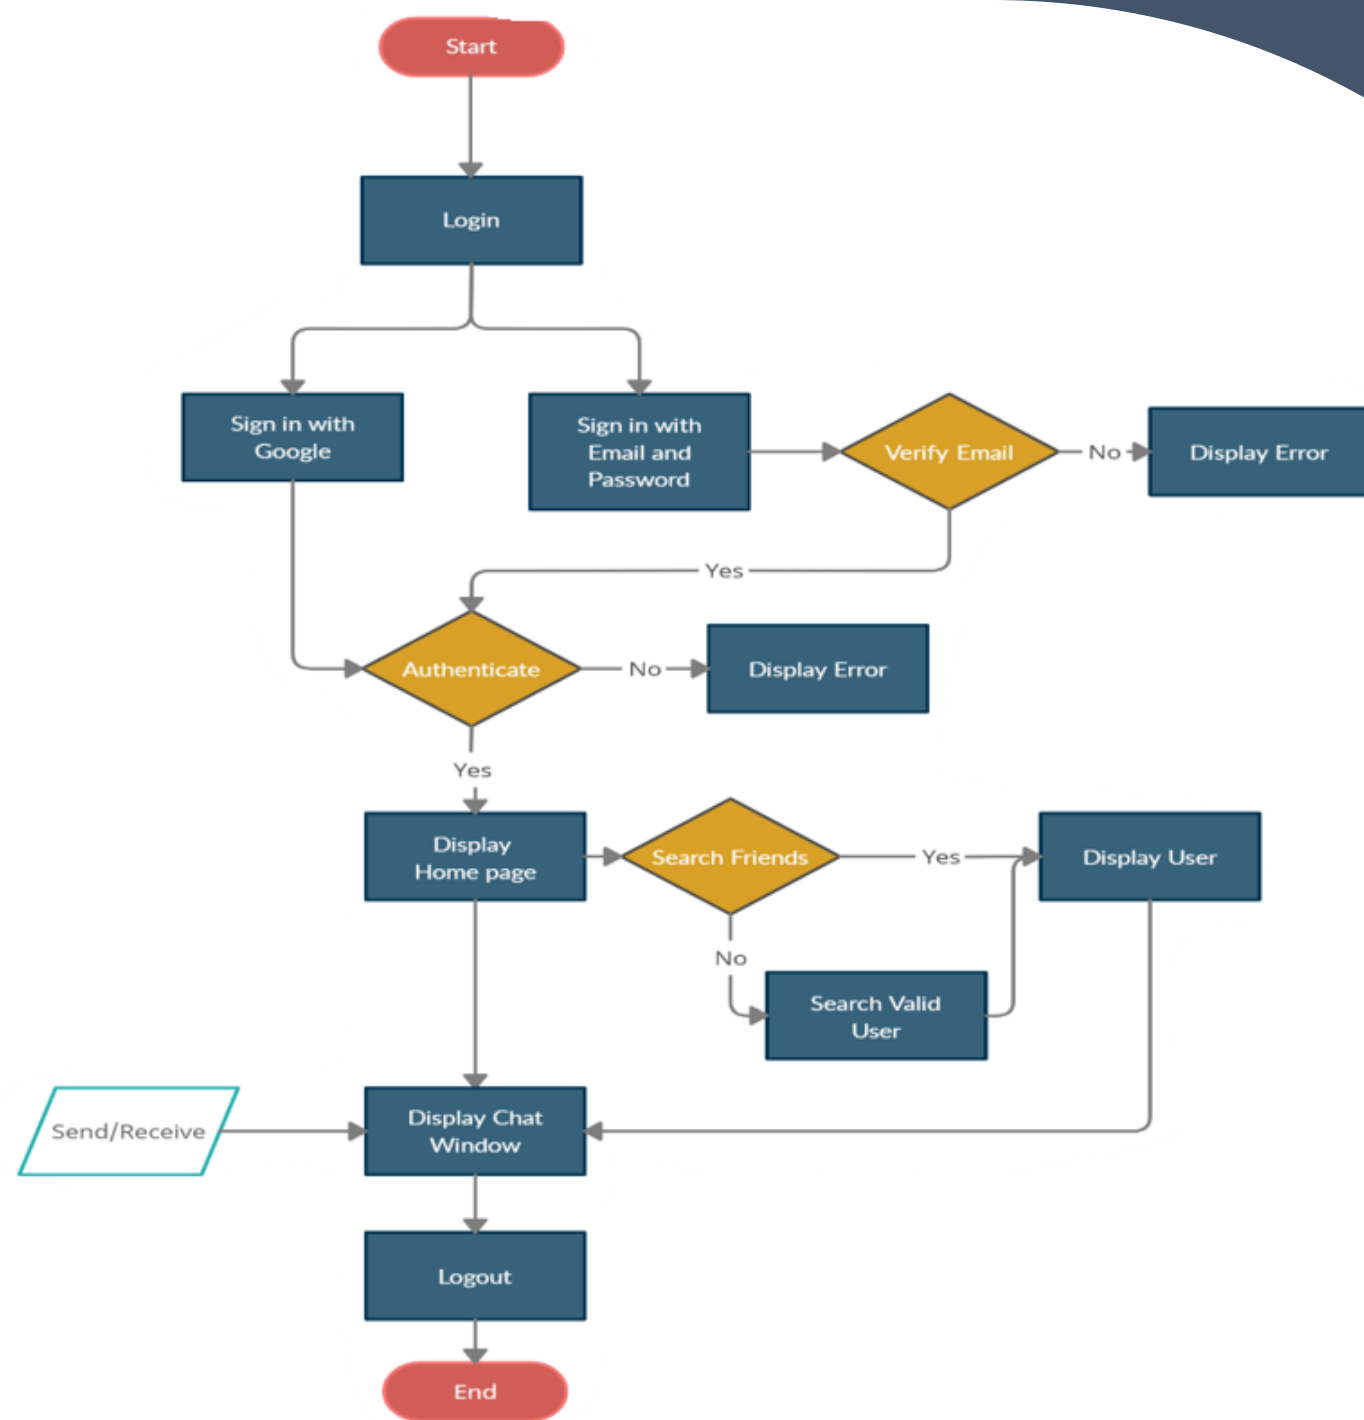 Start
Login
Sign in with
Google
Sign in with
Email and
Password
Verify Email
No
Display Error
Yes
Authenticate
No
Display Error
Yes
Display
Home page
Search Friends
Yes
Display User
No
Search Valid
User
Send/Receive
Display Chat
Window
Logout
End